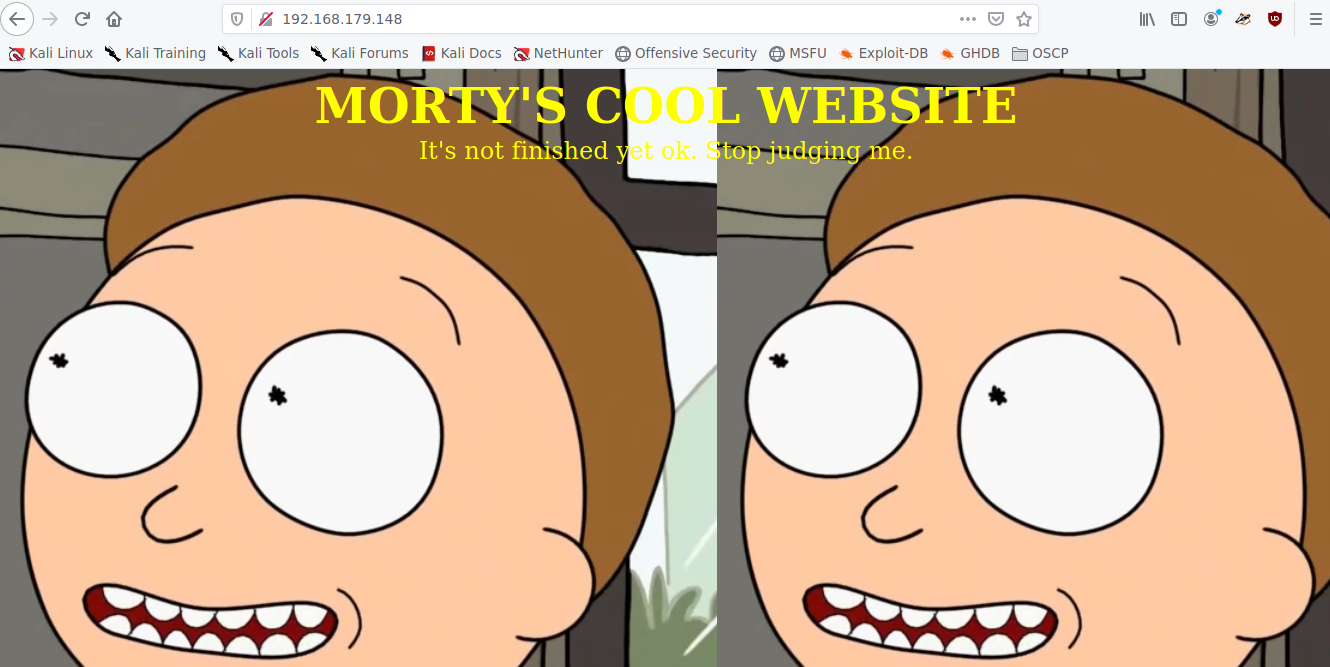 192.168.179.148
Kali Linux Kali Training Kali Tools Kali Forums Kali Docs NetHunter Offensive Security MSFU Exploit-DB GHDB OSCP
MORTY'S COOL WEBSITE
It's not finished yet ok. Stop judging me.